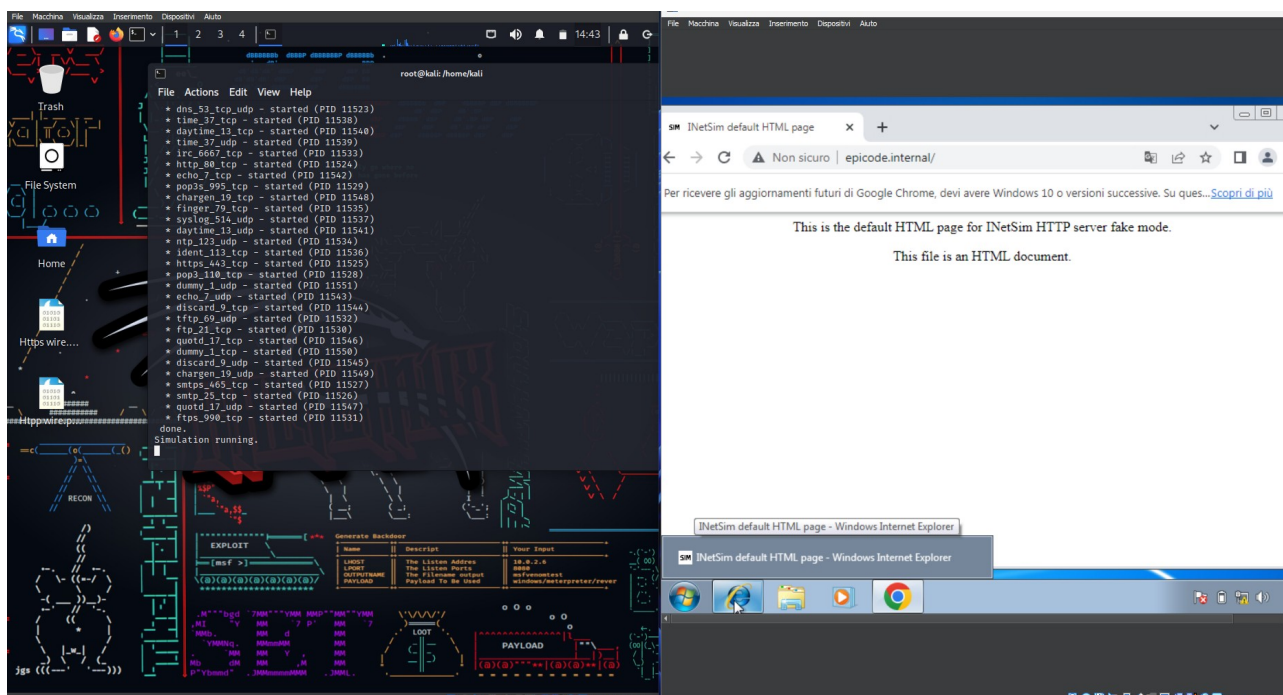 File Macchina Visualizza Inserimento Dispositivi Aiuto
1 2 3 4
14:43
root@kali: /home/kali
File Actions Edit View Help
* dns_53_tcp_udp - started (PID 11523)
* time_37_tcp - started (PID 11538)
* daytime_13_tcp - started (PID 11540)
* time_37_udp - started (PID 11539)
* irc_6667_tcp - started (PID 11533)
* http_80_tcp - started (PID 11524)
* echo_7_tcp - started (PID 11542)
* pop3s_995_tcp - started (PID 11529)
* chargen_19_tcp - started (PID 11548)
* finger_79_tcp - started (PID 11535)
* syslog_514_udp - started (PID 11537)
* daytime_13_udp - started (PID 11541)
* ntp_123_udp - started (PID 11534)
* ident_113_tcp - started (PID 11536)
* https_443_tcp - started (PID 11525)
* pop3_110_tcp - started (PID 11528)
* dummy_1_udp - started (PID 11551)
* echo_7_udp - started (PID 11543)
* discard_9_tcp - started (PID 11544)
* tftp_69_udp - started (PID 11532)
* ftp_21_tcp - started (PID 11530)
* quotd_17_tcp - started (PID 11546)
* dummy_1_tcp - started (PID 11550)
* discard_9_udp - started (PID 11545)
* chargen_19_udp - started (PID 11549)
* smtps_465_tcp - started (PID 11527)
* smtp_25_tcp - started (PID 11526)
* quotd_17_udp - started (PID 11547)
* ftps_990_tcp - started (PID 11531)
done.
Simulation running.
Trash
File System
Home
Https wire....
Htpp wire.p...
RECON
EXPLOIT
[msf >]
Generate Backdoor
Name Descript Your Input
LHOST The Listen Addres 10.0.2.6
LPORT The Listen Ports 8080
OUTPUTNAME The Filename output msfvenomtest
PAYLOAD Payload To Be Used windows/meterpreter/rever
LOOT
PAYLOAD
jgs
File Macchina Visualizza Inserimento Dispositivi Aiuto
SIM INetSim default HTML page
Non sicuro epicode.internal/
Per ricevere gli aggiornamenti futuri di Google Chrome, devi avere Windows 10 o versioni successive. Su ques... Scopri di più
This is the default HTML page for INetSim HTTP server fake mode.
This file is an HTML document.
INetSim default HTML page - Windows Internet Explorer
SIM INetSim default HTML page - Windows Internet Explorer